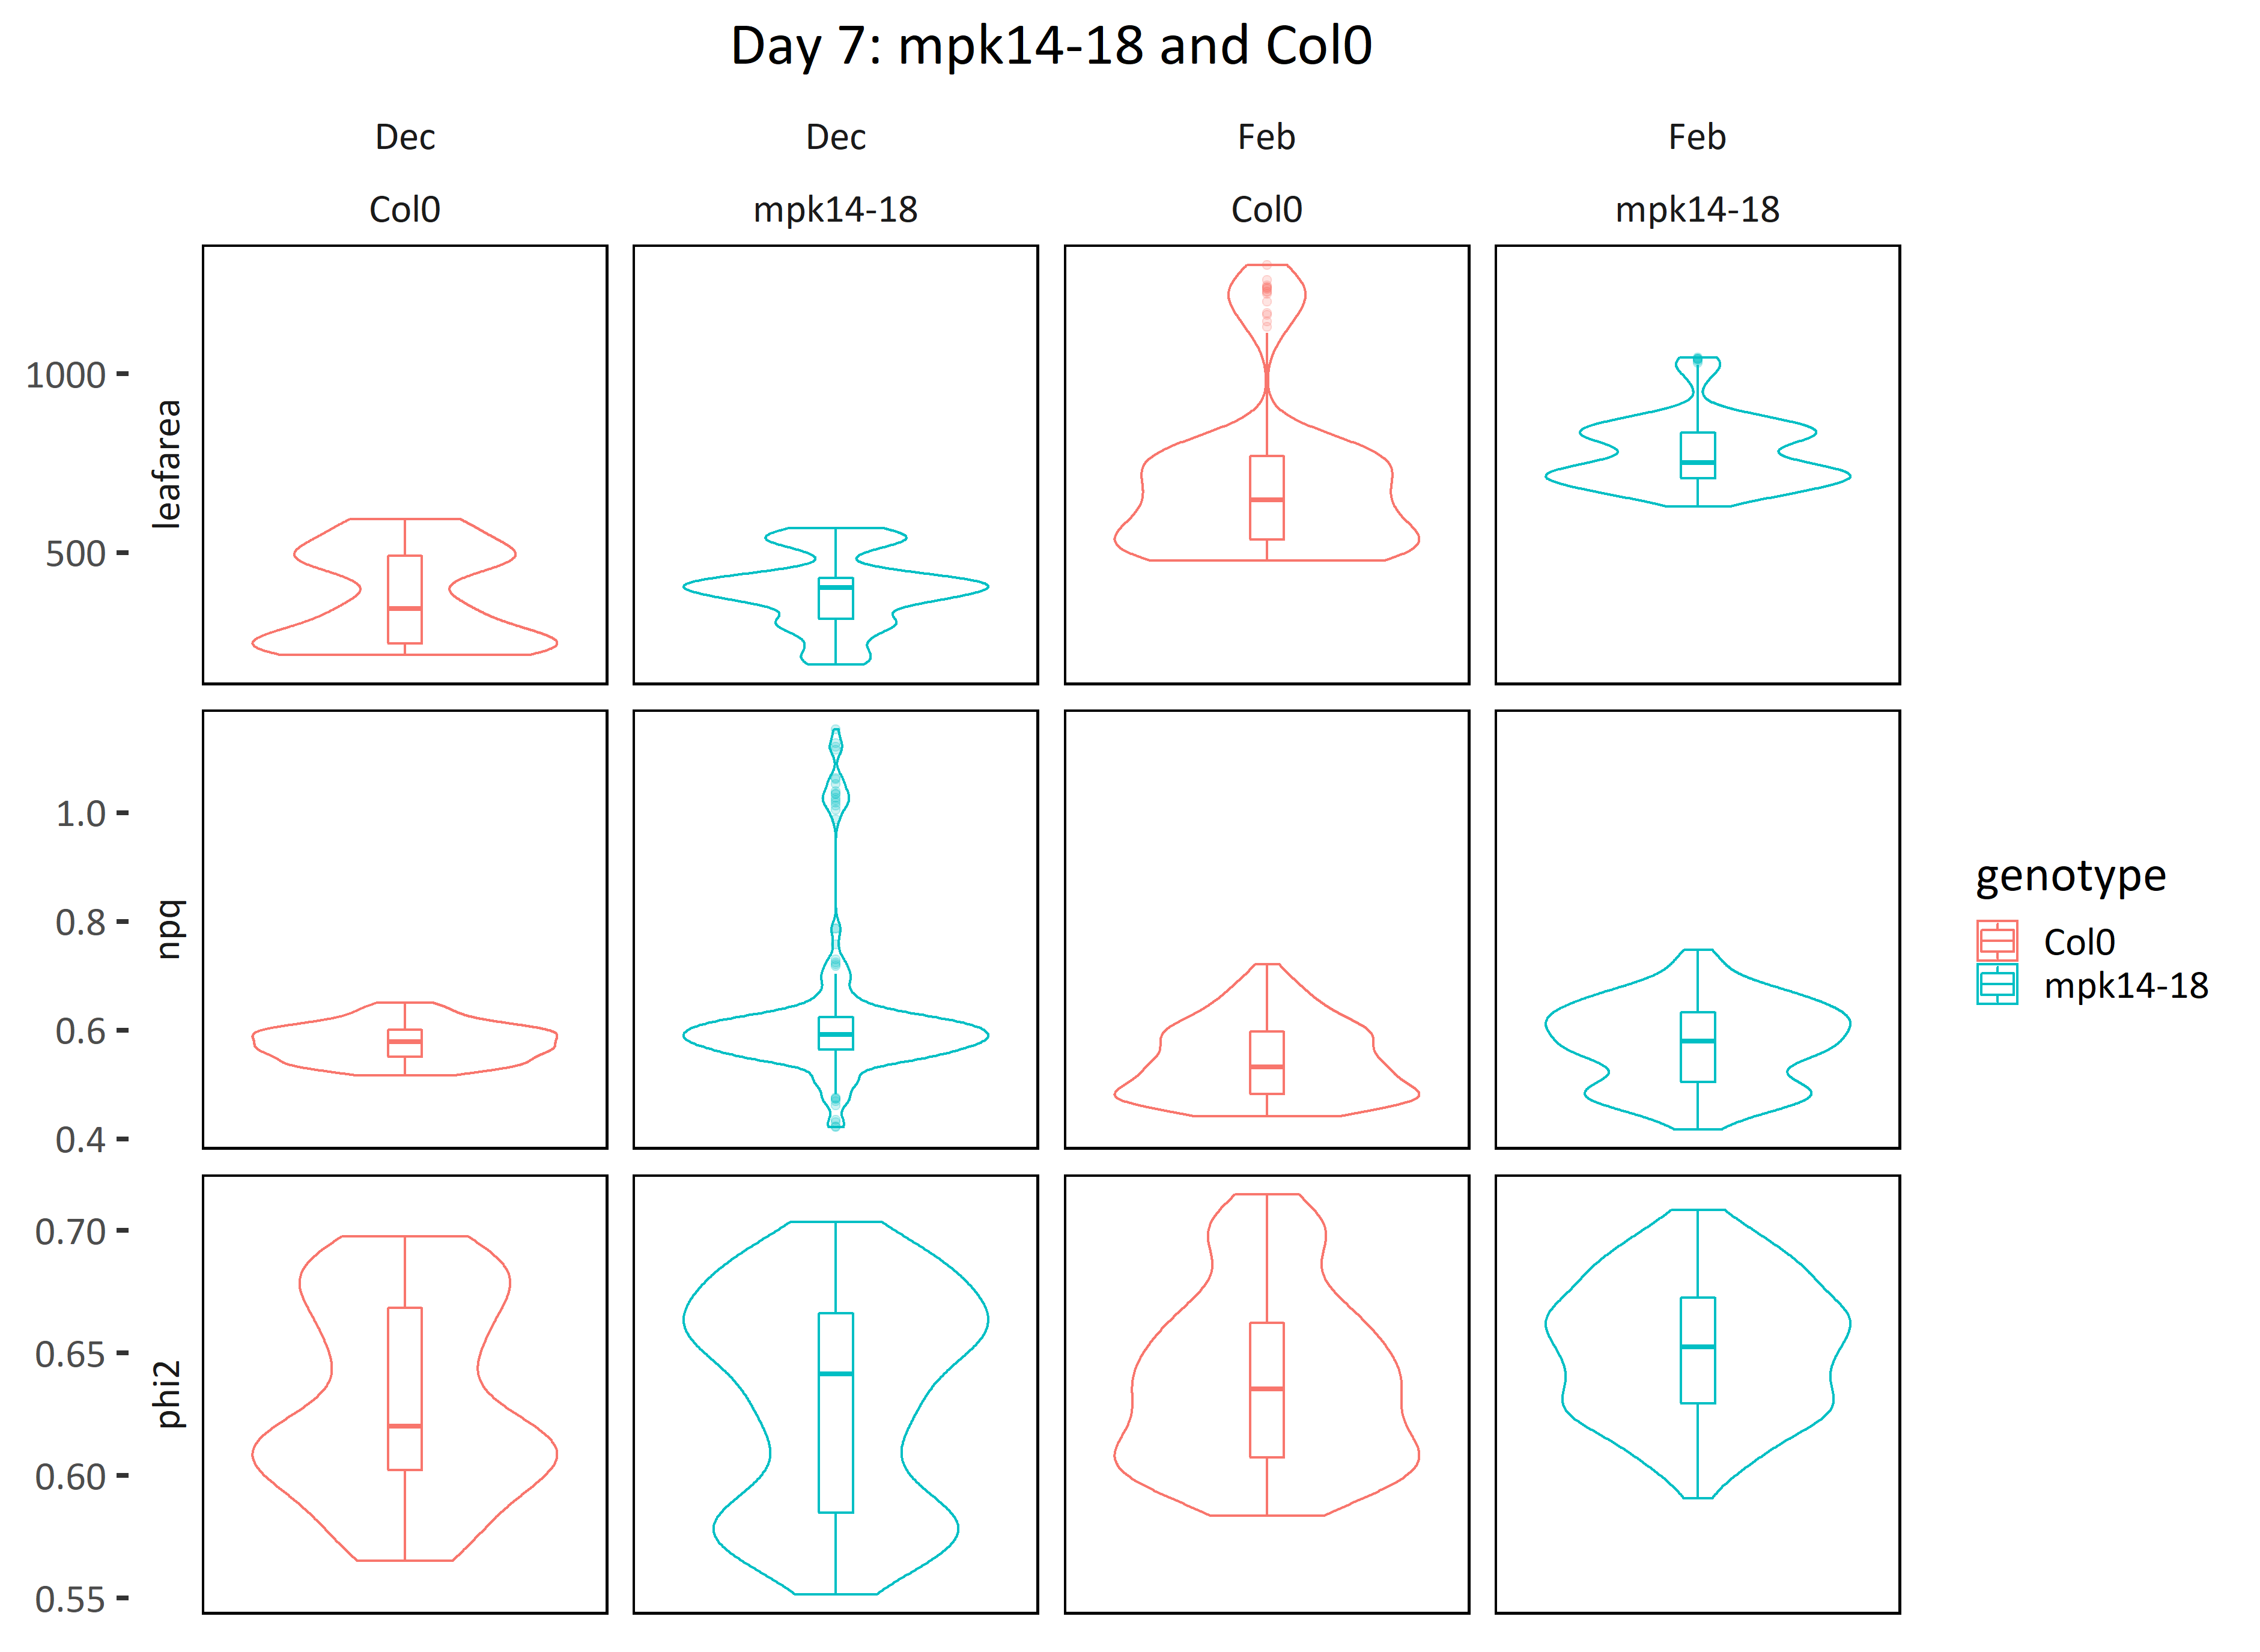 Day 7: mpk14-18 and Col0
Dec Dec Feb Feb
Col0 mpk14-18 Col0 mpk14-18
1000
500
leafarea
1.0
0.8
0.6
0.4
npq
0.70
0.65
0.60
0.55
phi2
genotype
Col0
mpk14-18